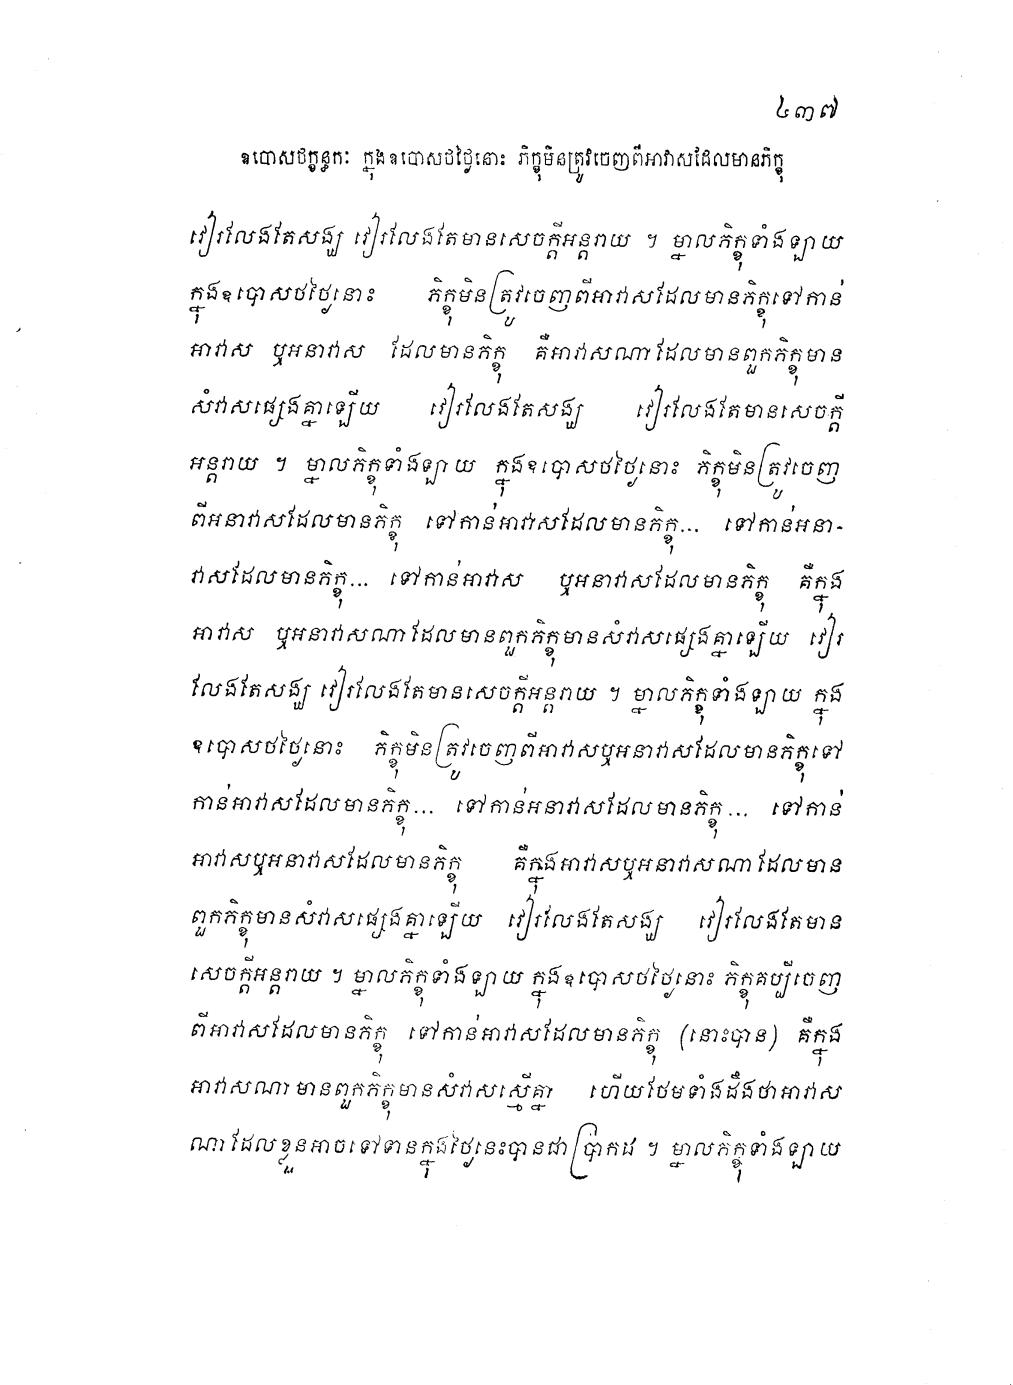 ៤៣៧
ឧបោសថក្ខន្ធកៈ ក្នុងឧបោសថថ្ងៃនោះ ភិក្ខុមិនត្រូវចេញពីអាវាសដែលមានភិក្ខុ
វៀរលែងតែសង្ឃ វៀរលែងតែមានសេចក្តីអន្តរាយ ។ ម្នាលភិក្ខុទាំងឡាយ
ក្នុងឧបោសថថ្ងៃនោះ ភិក្ខុមិនត្រូវចេញពីអាវាសដែលមានភិក្ខុទៅកាន់
អាវាស ឬអនាវាស ដែលមានភិក្ខុ គឺអាវាសណាដែលមានពួកភិក្ខុមាន
សំវាសផ្សេងគ្នាឡើយ វៀរលែងតែសង្ឃ វៀរលែងតែមានសេចក្តី
អន្តរាយ ។ ម្នាលភិក្ខុទាំងឡាយ ក្នុងឧបោសថថ្ងៃនោះ ភិក្ខុមិនត្រូវចេញ
ពីអនាវាសដែលមានភិក្ខុ ទៅកាន់អាវាសដែលមានភិក្ខុ... ទៅកាន់អនា-
វាសដែលមានភិក្ខុ... ទៅកាន់អាវាស ឬអនាវាសដែលមានភិក្ខុ គឺក្នុង
អាវាស ឬអនាវាសណាដែលមានពួកភិក្ខុមានសំវាសផ្សេងគ្នាឡើយ វៀរ
លែងតែសង្ឃ វៀរលែងតែមានសេចក្តីអន្តរាយ ។ ម្នាលភិក្ខុទាំងឡាយ ក្នុង
ឧបោសថថ្ងៃនោះ ភិក្ខុមិនត្រូវចេញពីអាវាសឬអនាវាសដែលមានភិក្ខុទៅ
កាន់អាវាសដែលមានភិក្ខុ... ទៅកាន់អនាវាសដែលមានភិក្ខុ... ទៅកាន់
អាវាសឬអនាវាសដែលមានភិក្ខុ គឺក្នុងអាវាសឬអនាវាសណាដែលមាន
ពួកភិក្ខុមានសំវាសផ្សេងគ្នាឡើយ វៀរលែងតែសង្ឃ វៀរលែងតែមាន
សេចក្តីអន្តរាយ ។ ម្នាលភិក្ខុទាំងឡាយ ក្នុងឧបោសថថ្ងៃនោះ ភិក្ខុគប្បីចេញ
ពីអាវាសដែលមានភិក្ខុ ទៅកាន់អាវាសដែលមានភិក្ខុ (នោះបាន) គឺក្នុង
អាវាសណាមានពួកភិក្ខុមានសំវាសស្មើគ្នា ហើយថែមទាំងដឹងថាអាវាស
ណាដែលខ្លួនអាចទៅទានក្នុងថ្ងៃនេះបានជាប្រាកដ ។ ម្នាលភិក្ខុទាំងឡាយ